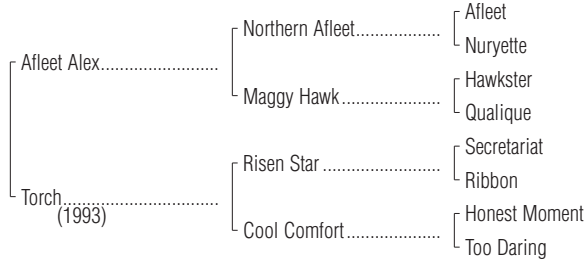 Afleet
Northern Afleet....................
Nuryette
Afleet Alex............................
Hawkster
Maggy Hawk.......................
Qualique
Secretariat
Risen Star............................
Ribbon
Torch.....................................
(1993)
Honest Moment
Cool Comfort......................
Too Daring